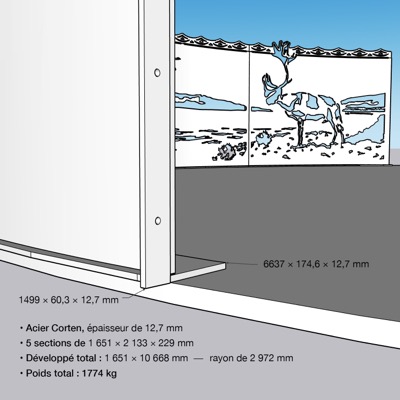 6637 × 174,6 × 12,7 mm
1499 × 60,3 × 12,7 mm
• Acier Corten, épaisseur de 12,7 mm
• 5 sections de 1 651 × 2 133 × 229 mm
• Développé total : 1 651 × 10 668 mm — rayon de 2 972 mm
• Poids total : 1774 kg